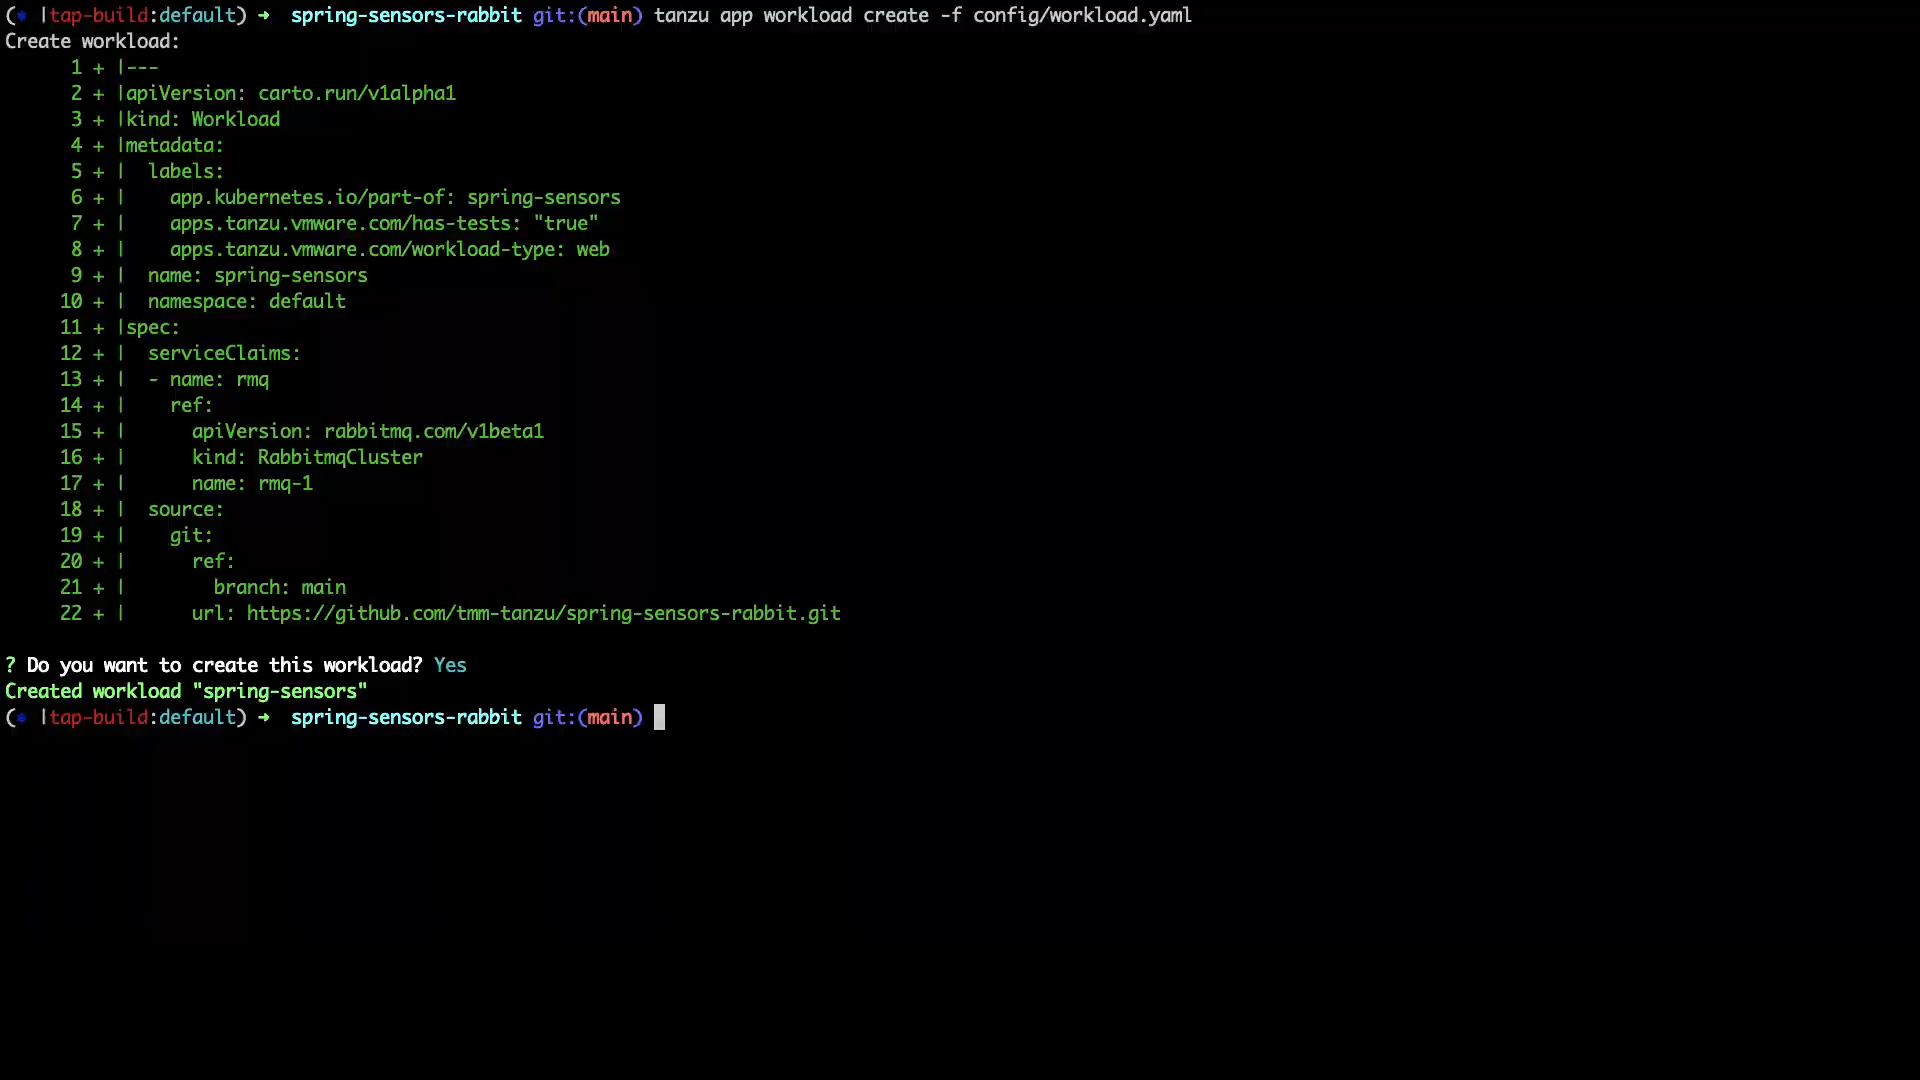 (⎈ |tap-build:default) ➜  spring-sensors-rabbit git:(main) tanzu app workload create -f config/workload.yaml
Create workload:
      1 + |---
      2 + |apiVersion: carto.run/v1alpha1
      3 + |kind: Workload
      4 + |metadata:
      5 + |  labels:
      6 + |    app.kubernetes.io/part-of: spring-sensors
      7 + |    apps.tanzu.vmware.com/has-tests: "true"
      8 + |    apps.tanzu.vmware.com/workload-type: web
      9 + |  name: spring-sensors
     10 + |  namespace: default
     11 + |spec:
     12 + |  serviceClaims:
     13 + |  - name: rmq
     14 + |    ref:
     15 + |      apiVersion: rabbitmq.com/v1beta1
     16 + |      kind: RabbitmqCluster
     17 + |      name: rmq-1
     18 + |  source:
     19 + |    git:
     20 + |      ref:
     21 + |        branch: main
     22 + |      url: https://github.com/tmm-tanzu/spring-sensors-rabbit.git
? Do you want to create this workload? Yes
Created workload "spring-sensors"
(⎈ |tap-build:default) ➜  spring-sensors-rabbit git:(main)